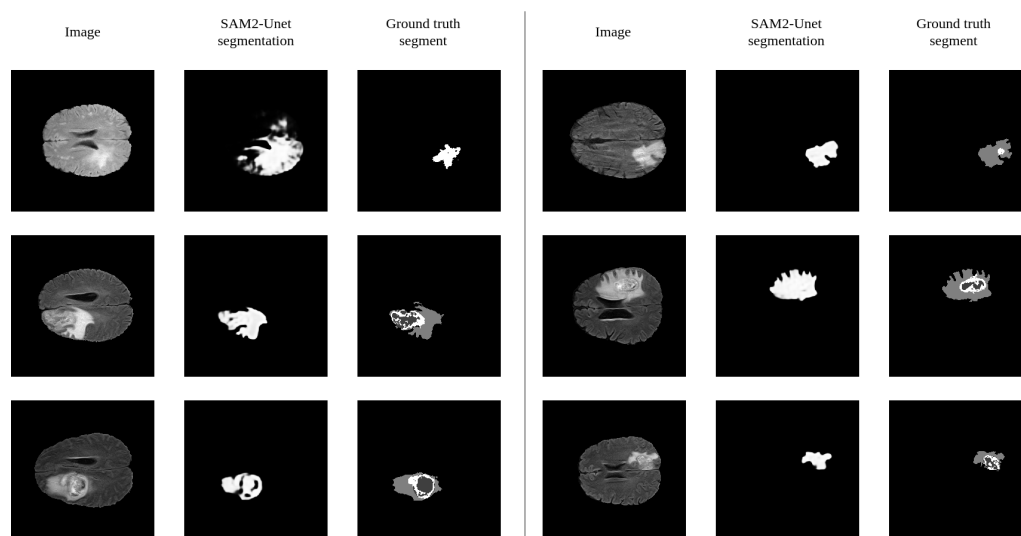 Image
SAM2-Unet
segmentation
Ground truth
segment
Image
SAM2-Unet
segmentation
Ground truth
segment